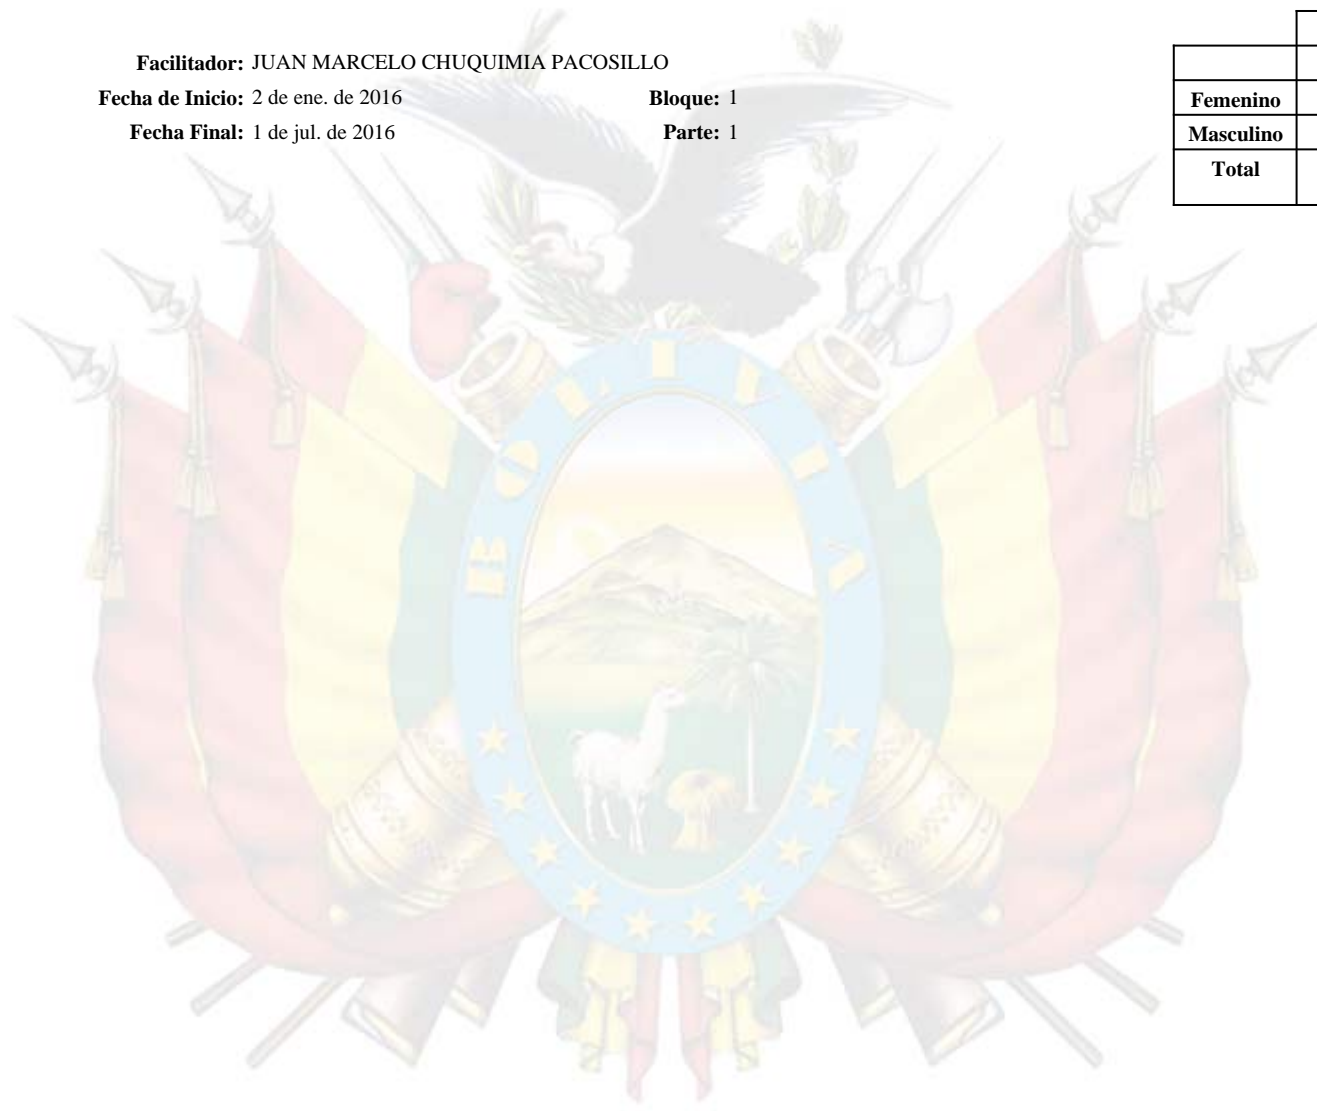 Facilitador: JUAN MARCELO CHUQUIMIA PACOSILLO
Fecha de Inicio: 2 de ene. de 2016 Bloque: 1
Fecha Final: 1 de jul. de 2016 Parte: 1
Femenino
Masculino
Total
BOLIVIA